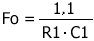 Fo = 1,1 / R1 · C1